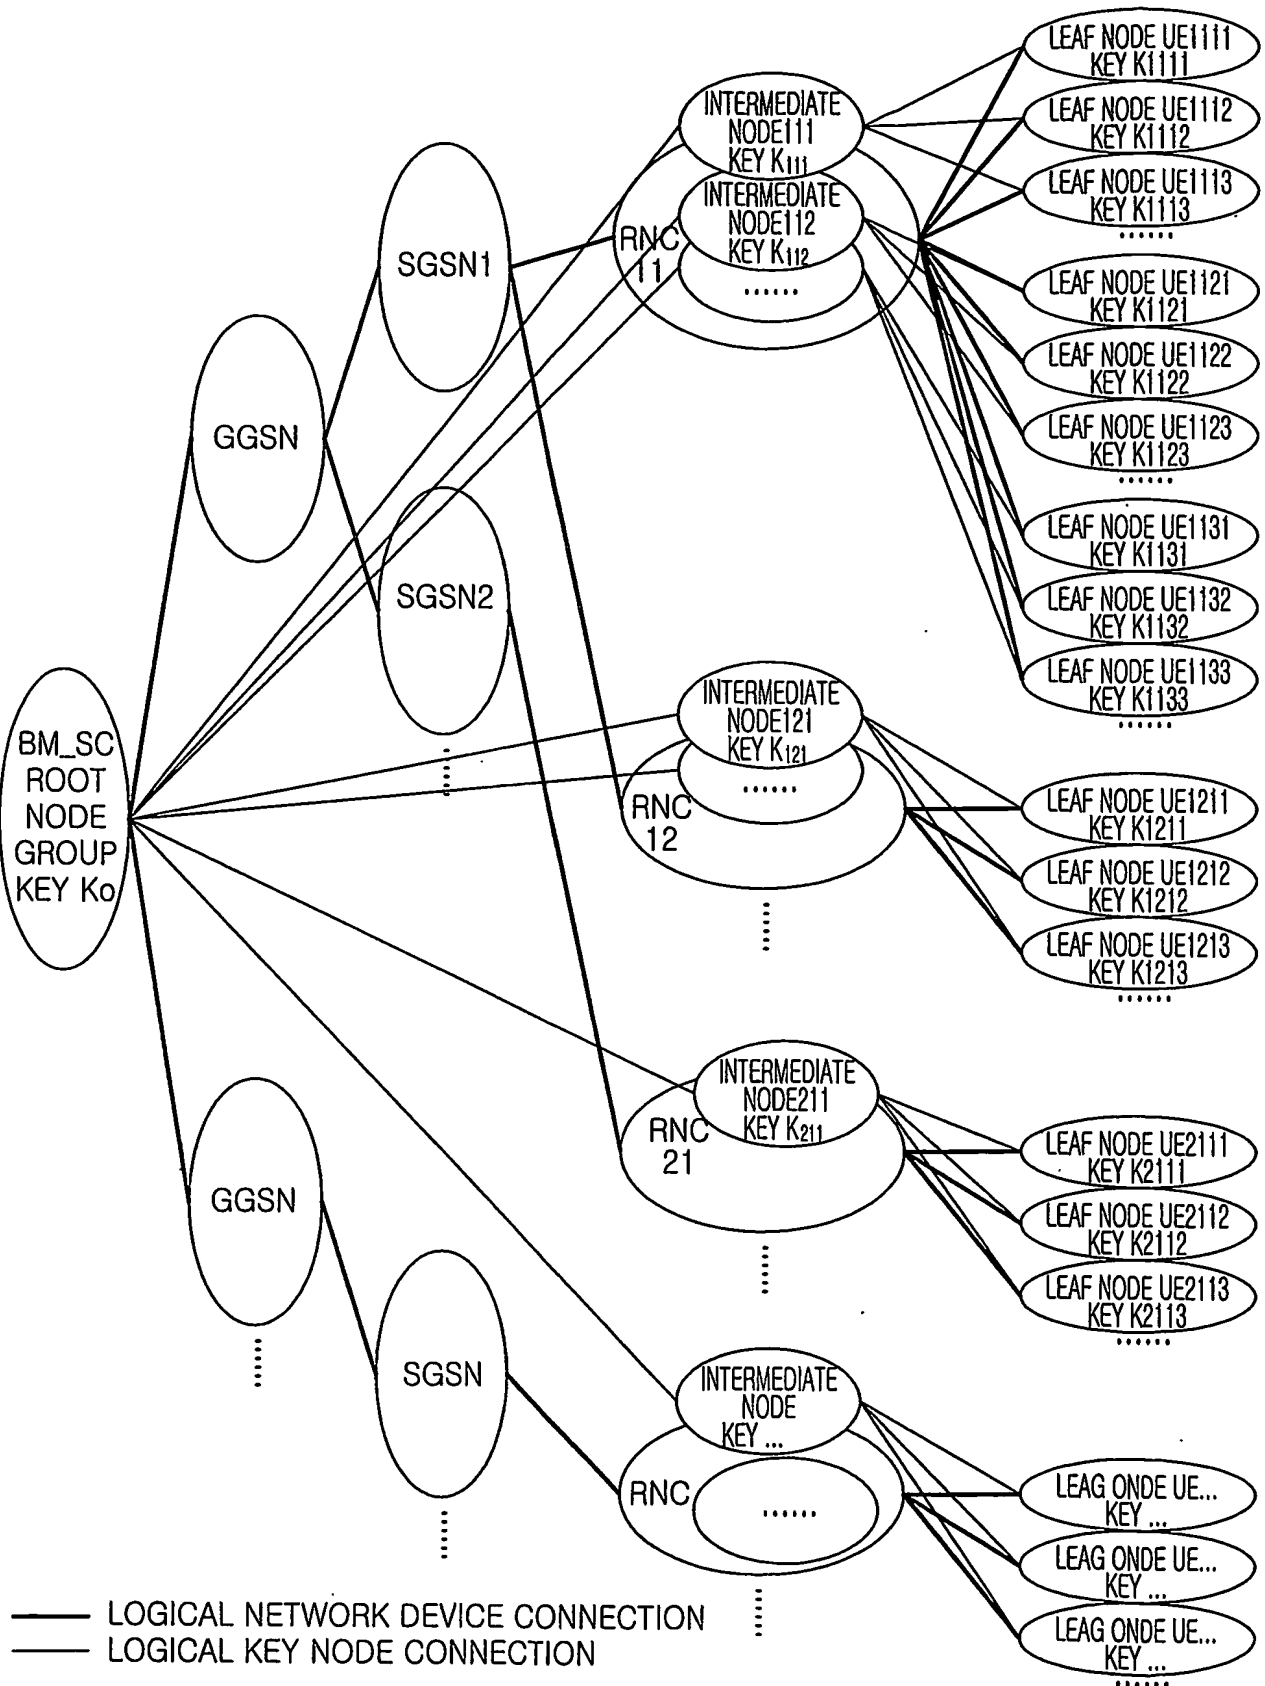 BM_SC
ROOT
NODE
GROUP
KEY Ko
GGSN
GGSN
......
SGSN1
SGSN2
......
SGSN
......
RNC
11
INTERMEDIATE
NODE111
KEY K111
INTERMEDIATE
NODE112
KEY K112
......
RNC
12
INTERMEDIATE
NODE121
KEY K121
......
......
RNC
21
INTERMEDIATE
NODE211
KEY K211
......
RNC
INTERMEDIATE
NODE
KEY ...
......
......
LEAF NODE UE1111
KEY K1111
LEAF NODE UE1112
KEY K1112
LEAF NODE UE1113
KEY K1113
......
LEAF NODE UE1121
KEY K1121
LEAF NODE UE1122
KEY K1122
LEAF NODE UE1123
KEY K1123
......
LEAF NODE UE1131
KEY K1131
LEAF NODE UE1132
KEY K1132
LEAF NODE UE1133
KEY K1133
......
LEAF NODE UE1211
KEY K1211
LEAF NODE UE1212
KEY K1212
LEAF NODE UE1213
KEY K1213
......
LEAF NODE UE2111
KEY K2111
LEAF NODE UE2112
KEY K2112
LEAF NODE UE2113
KEY K2113
......
LEAG ONDE UE...
KEY ...
LEAG ONDE UE...
KEY ...
LEAG ONDE UE...
KEY ...
......
LOGICAL NETWORK DEVICE CONNECTION
LOGICAL KEY NODE CONNECTION